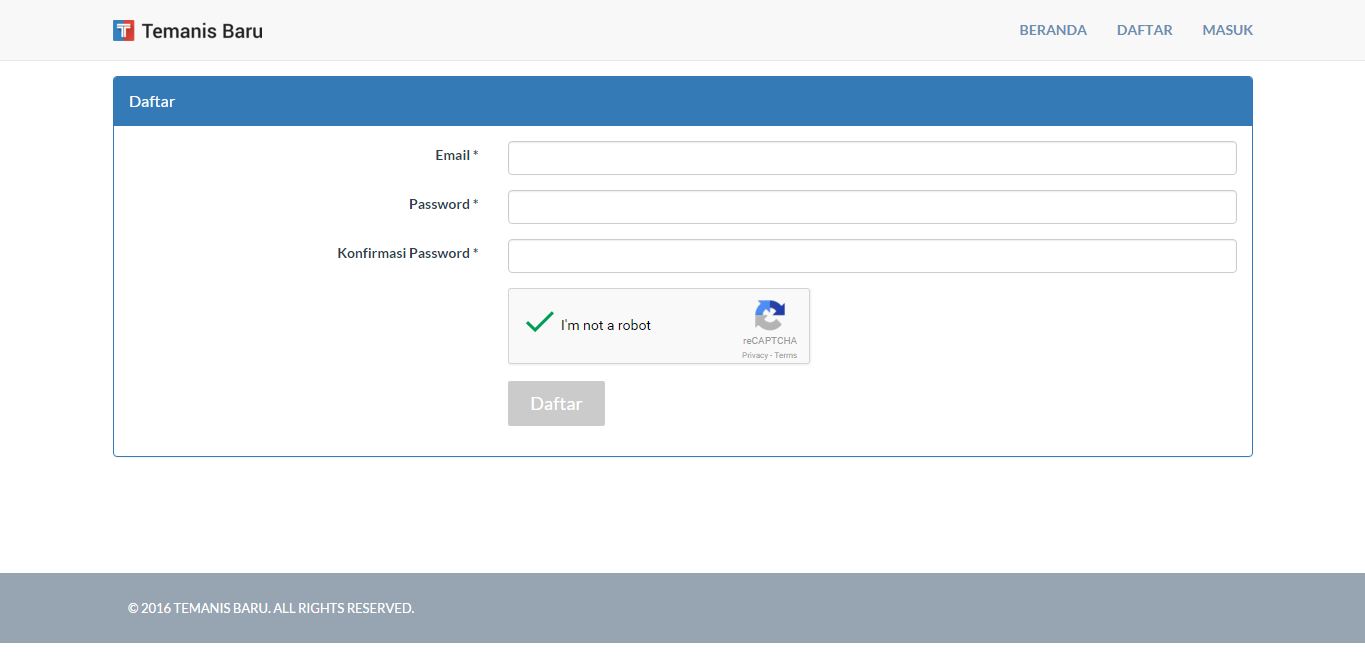 Temanis Baru
BERANDA DAFTAR MASUK
Daftar
Email *
Password *
Konfirmasi Password *
I'm not a robot
reCAPTCHA
Privacy - Terms
Daftar
© 2016 TEMANIS BARU. ALL RIGHTS RESERVED.